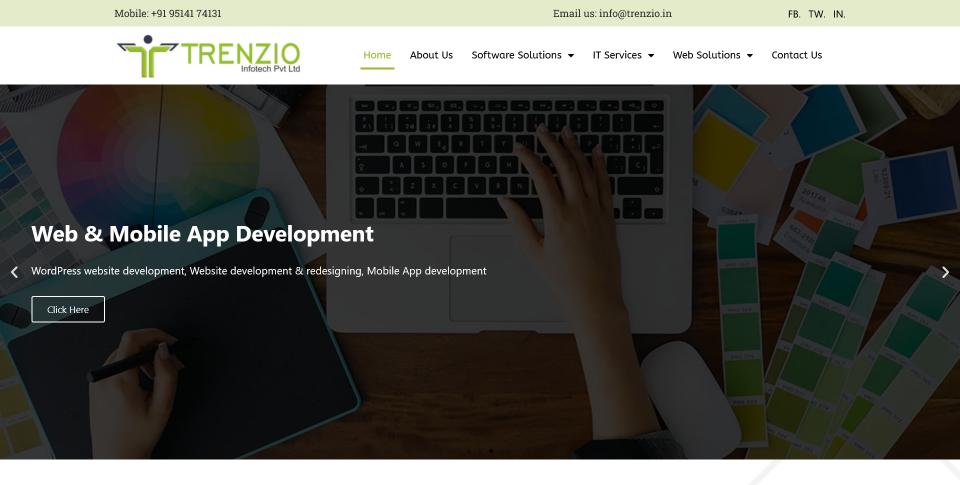 Mobile: +91 95141 74131
Email us: info@trenzio.in
FB. TW. IN.
TRENZIO
Infotech Pvt Ltd
Home About Us Software Solutions IT Services Web Solutions Contact Us
Web & Mobile App Development
WordPress website development, Website development & redesigning, Mobile App development
Click Here